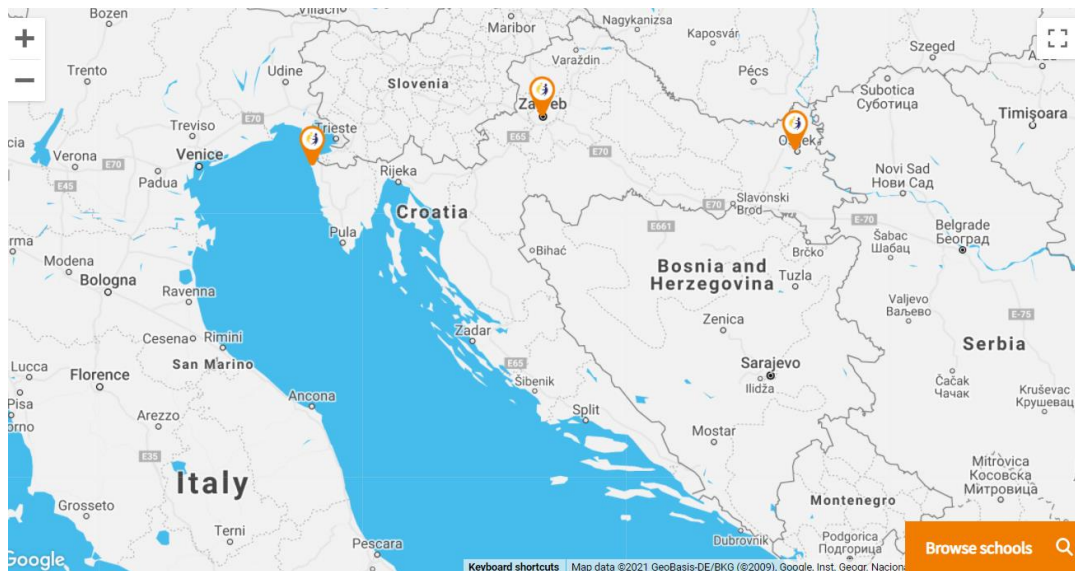 Bozen
Maribor
Nagykanizsa
Kaposvár
Varaždin
Szeged
Trento
Udine
Slovenia
Pécs
Subotica
Суботица
Zagreb
Timișoara
Treviso
E70
Trieste
E65
E70
Verona
E70
Venice
Padua
E45
Rijeka
Novi Sad
Нови Сад
Croatia
E70
Slavonski
Brod
E-70
Pula
E661
Šabac
Шабац
Belgrade
Београд
Bihać
Brčko
Modena
Bologna
Bosnia and
Herzegovina
Tuzla
Ravenna
Valjevo
Ваљево
E-75
Cesena
Rimini
Zadar
Zenica
Serbia
San Marino
Lucca
Florence
E65
Sarajevo
Ilidža
Šibenik
Čačak
Чачак
Kruševac
Крушевац
Pisa
Ancona
Arezzo
Split
Mostar
E35
Italy
Mitrovica
Косовска
Митровица
Grosseto
Montenegro
Terni
Pescara
Dubrovnik
Podgorica
Подгорица
Browse schools
Google
Keyboard shortcuts
Map data ©2021 GeoBasis-DE/BKG (©2009), Google, Inst. Geogr.